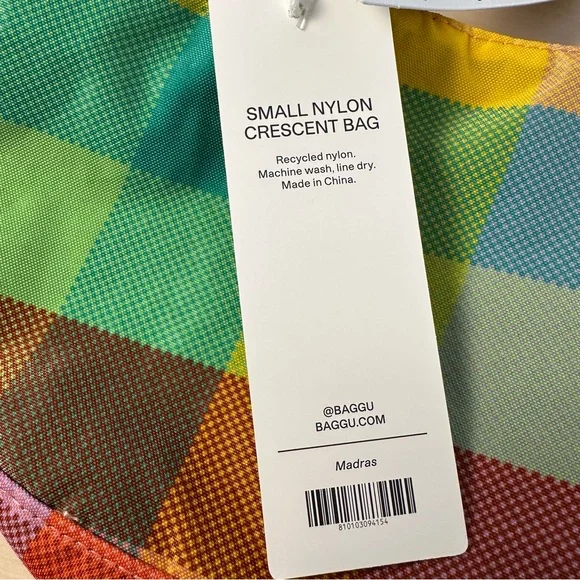 SMALL NYLON
CRESCENT BAG
Recycled nylon.
Machine wash, line dry.
Made in China.
@BAGGU
BAGGU.COM
Madras
810103094154